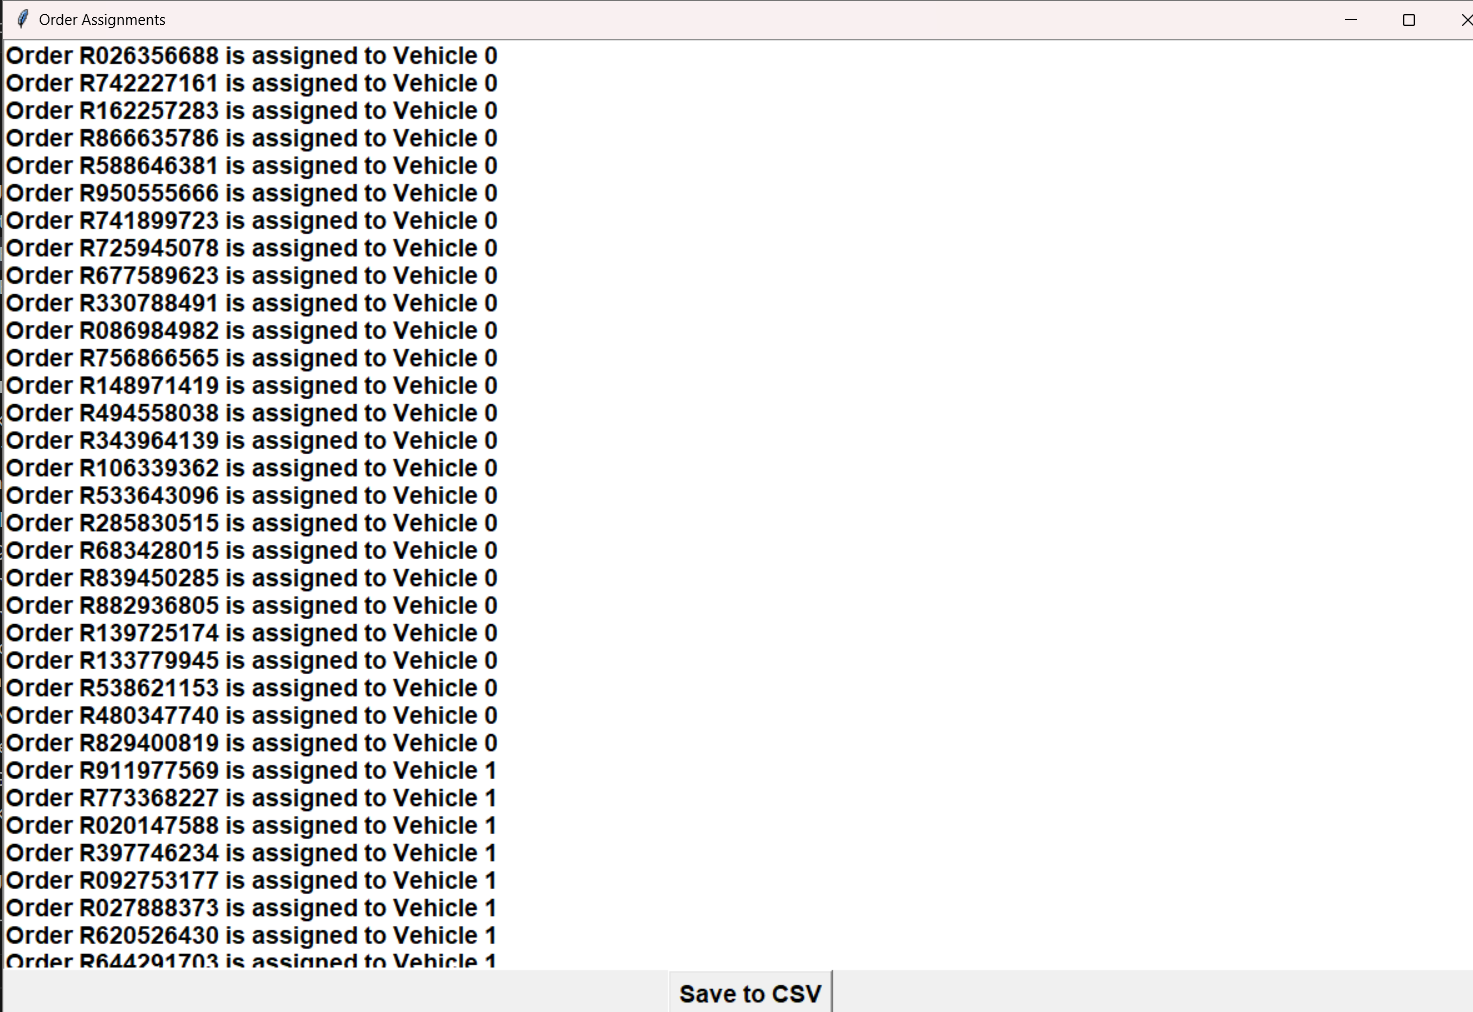 Order Assignments
Order R026356688 is assigned to Vehicle 0
Order R742227161 is assigned to Vehicle 0
Order R162257283 is assigned to Vehicle 0
Order R866635786 is assigned to Vehicle 0
Order R588646381 is assigned to Vehicle 0
Order R950555666 is assigned to Vehicle 0
Order R741899723 is assigned to Vehicle 0
Order R725945078 is assigned to Vehicle 0
Order R677589623 is assigned to Vehicle 0
Order R330788491 is assigned to Vehicle 0
Order R086984982 is assigned to Vehicle 0
Order R756866565 is assigned to Vehicle 0
Order R148971419 is assigned to Vehicle 0
Order R494558038 is assigned to Vehicle 0
Order R343964139 is assigned to Vehicle 0
Order R106339362 is assigned to Vehicle 0
Order R533643096 is assigned to Vehicle 0
Order R285830515 is assigned to Vehicle 0
Order R683428015 is assigned to Vehicle 0
Order R839450285 is assigned to Vehicle 0
Order R882936805 is assigned to Vehicle 0
Order R139725174 is assigned to Vehicle 0
Order R133779945 is assigned to Vehicle 0
Order R538621153 is assigned to Vehicle 0
Order R480347740 is assigned to Vehicle 0
Order R829400819 is assigned to Vehicle 0
Order R911977569 is assigned to Vehicle 1
Order R773368227 is assigned to Vehicle 1
Order R020147588 is assigned to Vehicle 1
Order R397746234 is assigned to Vehicle 1
Order R092753177 is assigned to Vehicle 1
Order R027888373 is assigned to Vehicle 1
Order R620526430 is assigned to Vehicle 1
Order R644291703 is assigned to Vehicle 1
Save to CSV